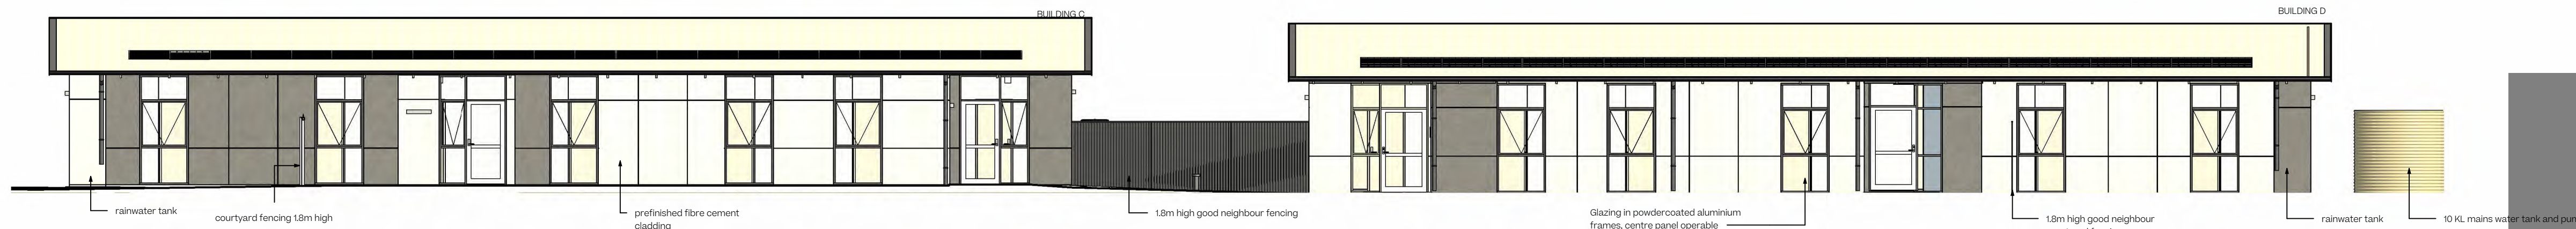 BUILDING C
BUILDING D
rainwater tank
courtyard fencing 1.8m high
prefinished fibre cement
cladding
1.8m high good neighbour fencing
Glazing in powdercoated aluminium
frames, centre panel operable
1.8m high good neighbour
rainwater tank
10 KL mains water tank and